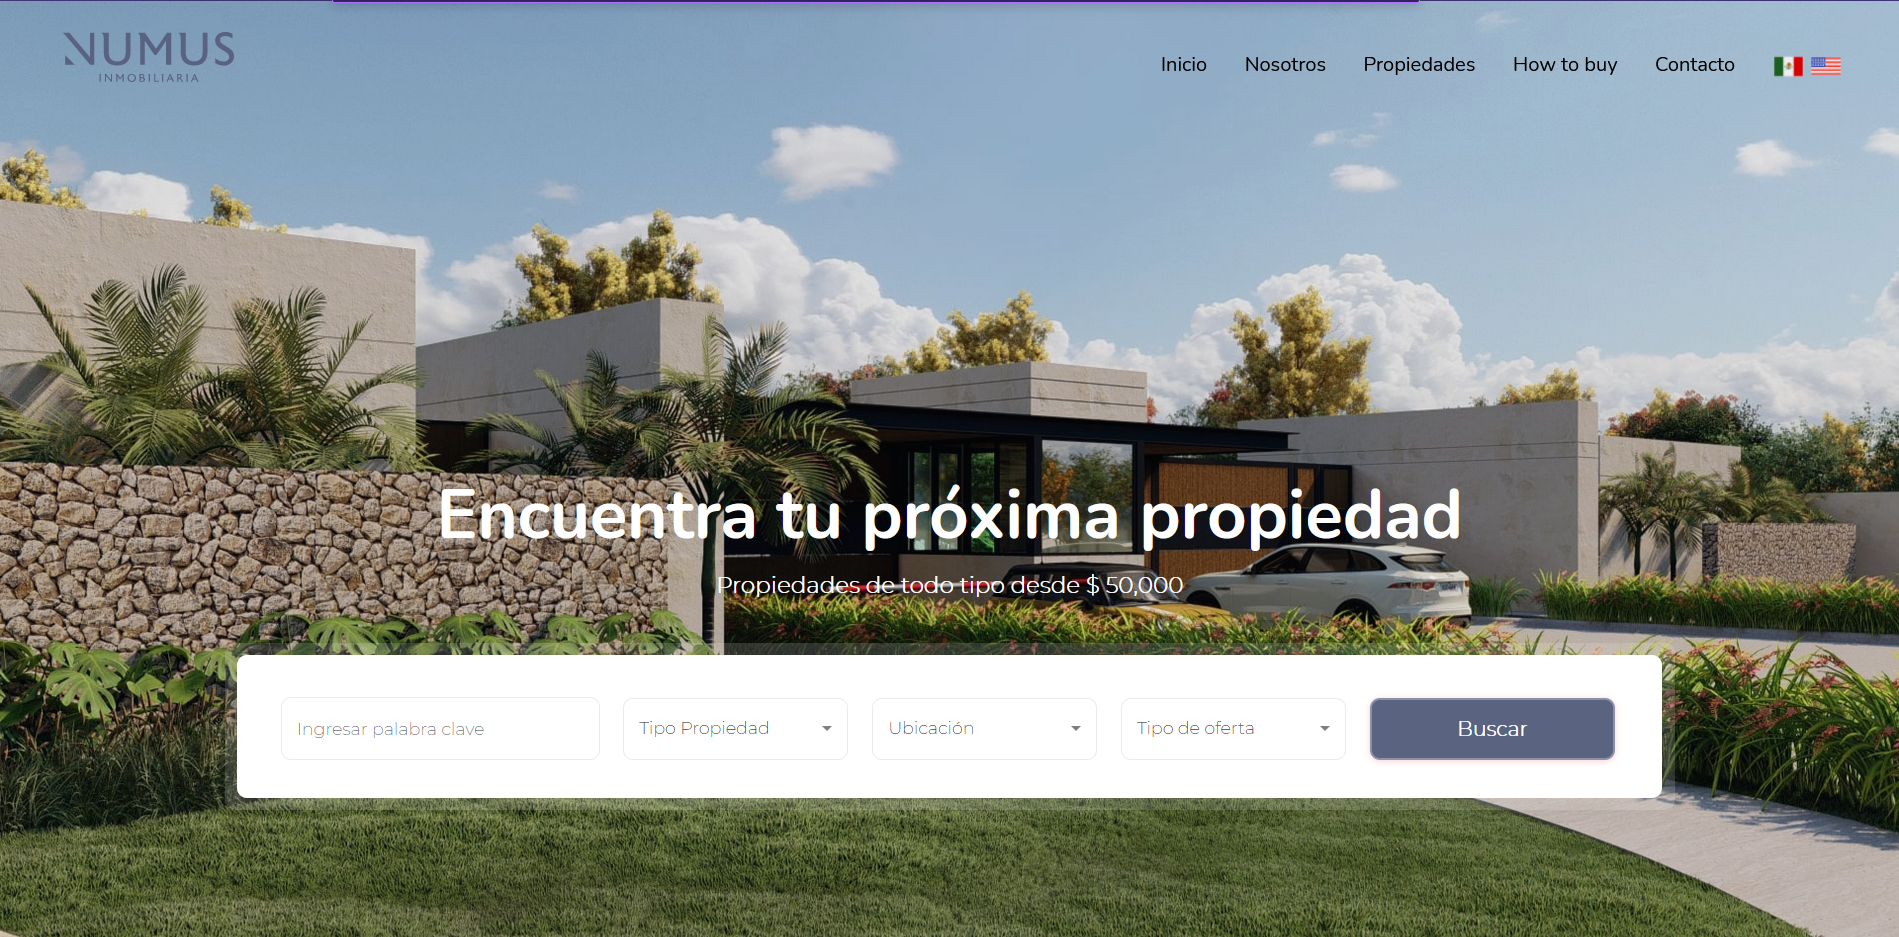 NUMUS
INMOBILIARIA
Inicio Nosotros Propiedades How to buy Contacto
Encuentra tu próxima propiedad
Propiedades de todo tipo desde $ 50,000
Ingresar palabra clave Tipo Propiedad Ubicación Tipo de oferta Buscar